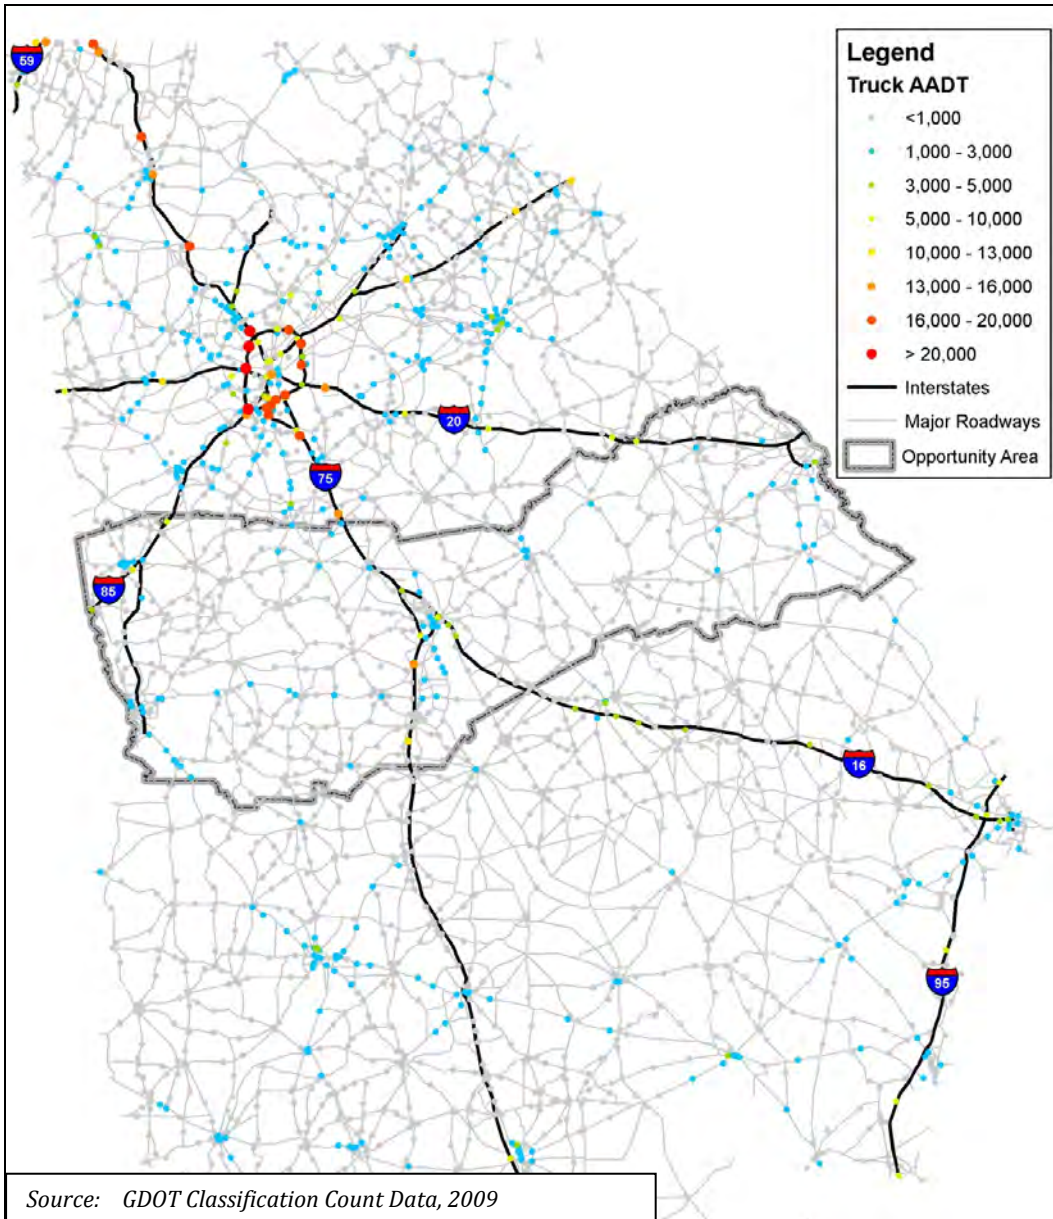 59
Legend
Truck AADT
<1,000
1,000 - 3,000
3,000 - 5,000
5,000 - 10,000
10,000 - 13,000
13,000 - 16,000
16,000 - 20,000
> 20,000
Interstates
Major Roadways
Opportunity Area
20
75
85
16
95
Source: GDOT Classification Count Data, 2009